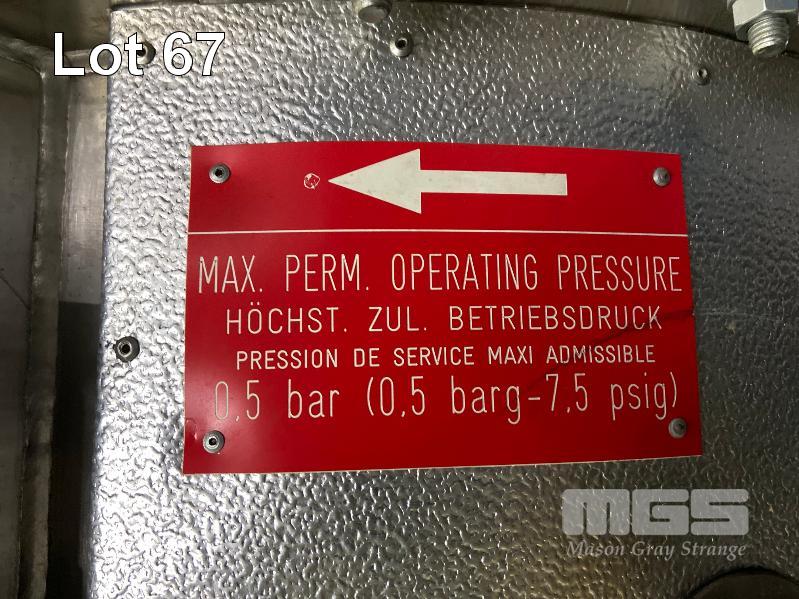 Lot 67
MAX. PERM. OPERATING PRESSURE
HÖCHST. ZUL. BETRIEBSDRUCK
PRESSION DE SERVICE MAXI ADMISSIBLE
0,5 bar (0,5 barg-7,5 psig)
MGS
Mason Gray Strange